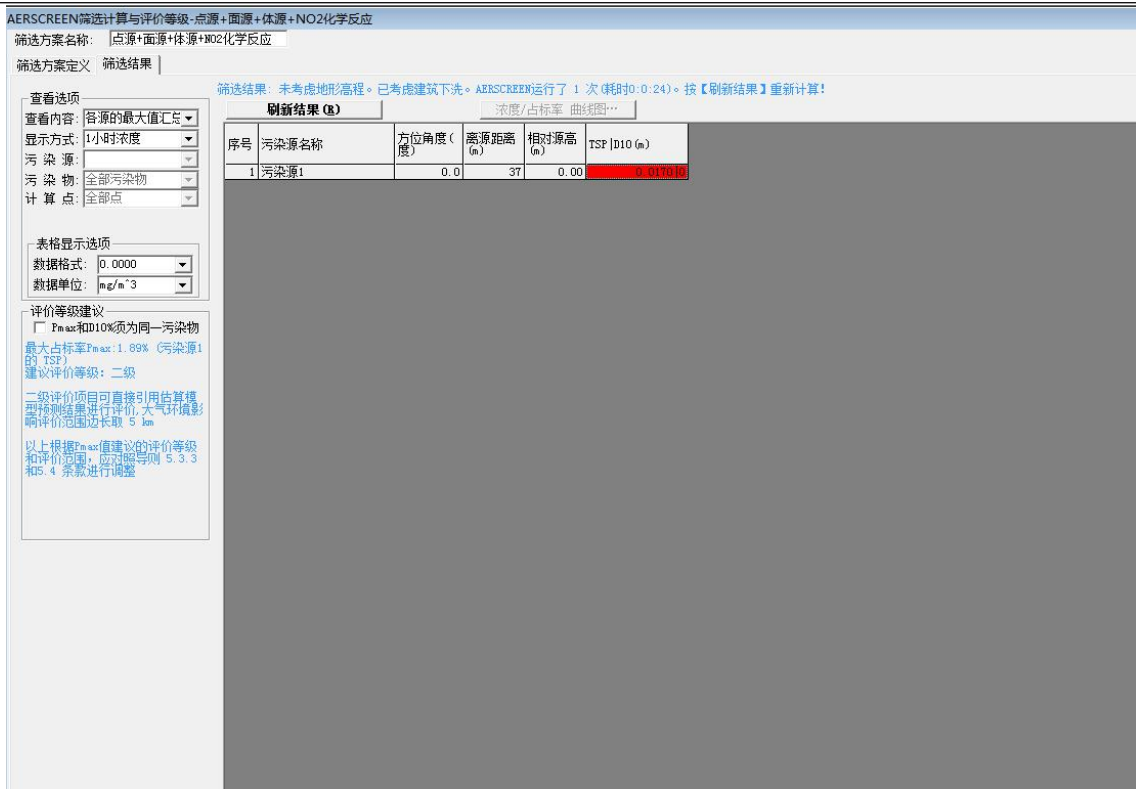 AERSCREEN筛选计算与评价等级-点源+面源+体源+NO2化学反应
筛选方案名称: 点源+面源+体源+NO2化学反应
筛选方案定义 筛选结果
筛选结果: 未考虑地形高程。已考虑建筑下洗。AERSCREEN运行了 1 次(耗时0:0:24)。按【刷新结果】重新计算!
刷新结果(R) 浓度/占标率 曲线图…
查看选项
查看内容: 各源的最大值汇总
显示方式: 1小时浓度
污 染 源:
污 染 物: 全部污染物
计 算 点: 全部点
序号 污染源名称 方位角度(度) 离源距离(m) 相对源高(m) TSP|D10(m)
1 污染源1 0.0 37 0.00 0.0170|0
表格显示选项
数据格式: 0.0000
数据单位: mg/m^3
评价等级建议
Pmax和D10%须为同一污染物
最大占标率Pmax:1.89% (污染源1
的 TSP)
建议评价等级: 二级
二级评价项目可直接引用估算模
型预测结果进行评价,大气环境影
响评价范围边长取 5 km
以上根据Pmax值建议的评价等级
和评价范围,应对照导则 5.3.3
和5.4 条款进行调整